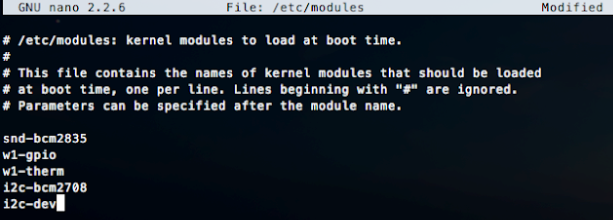 GNU nano 2.2.6 File: /etc/modules Modified
# /etc/modules: kernel modules to load at boot time.
#
# This file contains the names of kernel modules that should be loaded
# at boot time, one per line. Lines beginning with "#" are ignored.
# Parameters can be specified after the module name.
snd-bcm2835
w1-gpio
w1-therm
i2c-bcm2708
i2c-dev